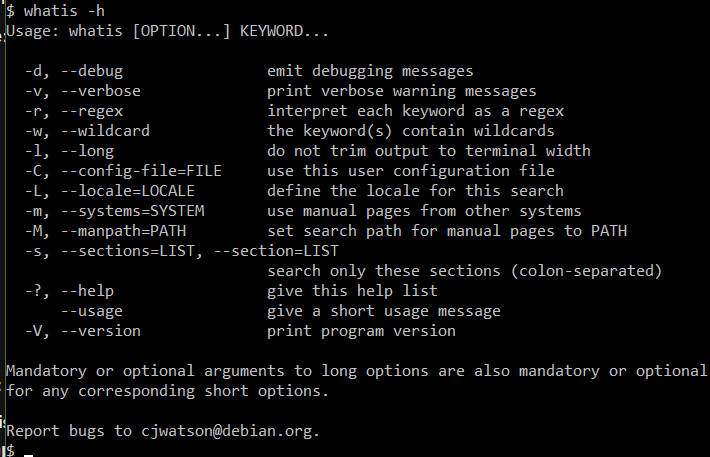 $ whatis -h
Usage: whatis [OPTION...] KEYWORD...
-d, --debug                emit debugging messages
-v, --verbose              print verbose warning messages
-r, --regex                interpret each keyword as a regex
-w, --wildcard             the keyword(s) contain wildcards
-l, --long                 do not trim output to terminal width
-C, --config-file=FILE     use this user configuration file
-L, --locale=LOCALE        define the locale for this search
-m, --systems=SYSTEM       use manual pages from other systems
-M, --manpath=PATH         set search path for manual pages to PATH
-s, --sections=LIST, --section=LIST
search only these sections (colon-separated)
-?, --help                 give this help list
--usage                give a short usage message
-V, --version              print program version
Mandatory or optional arguments to long options are also mandatory or optional
for any corresponding short options.
Report bugs to cjwatson@debian.org.
$